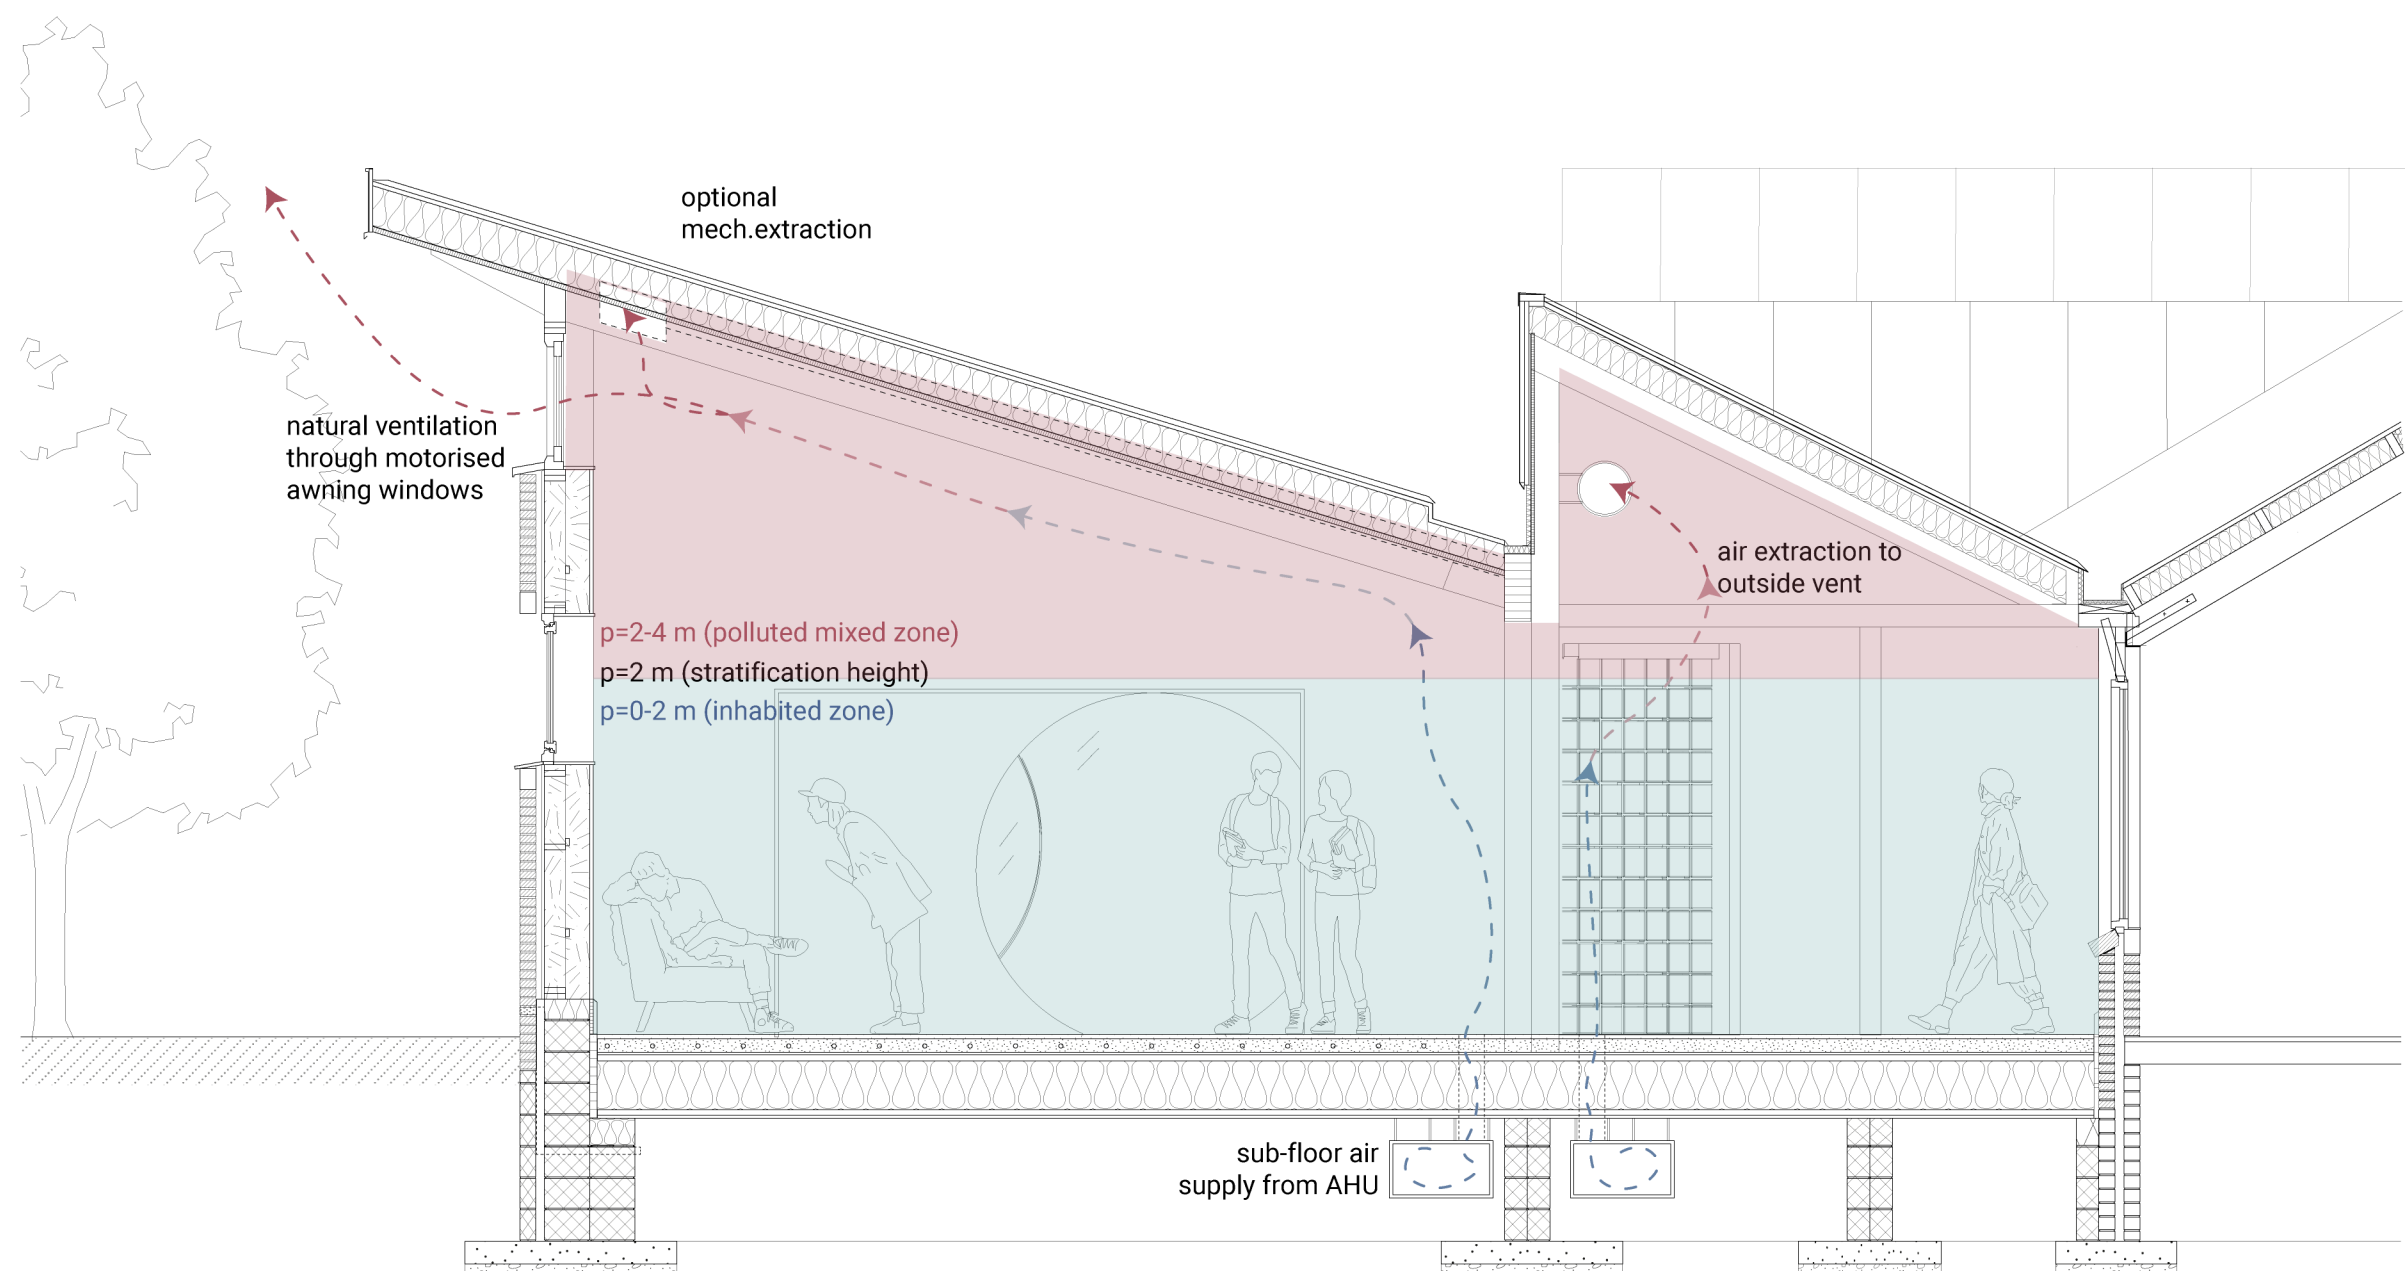 optional
mech.extraction
natural ventilation
through motorised
awning windows
air extraction to
outside vent
p=2-4 m (polluted mixed zone)
p=2 m (stratification height)
p=0-2 m (inhabited zone)
sub-floor air
supply from AHU